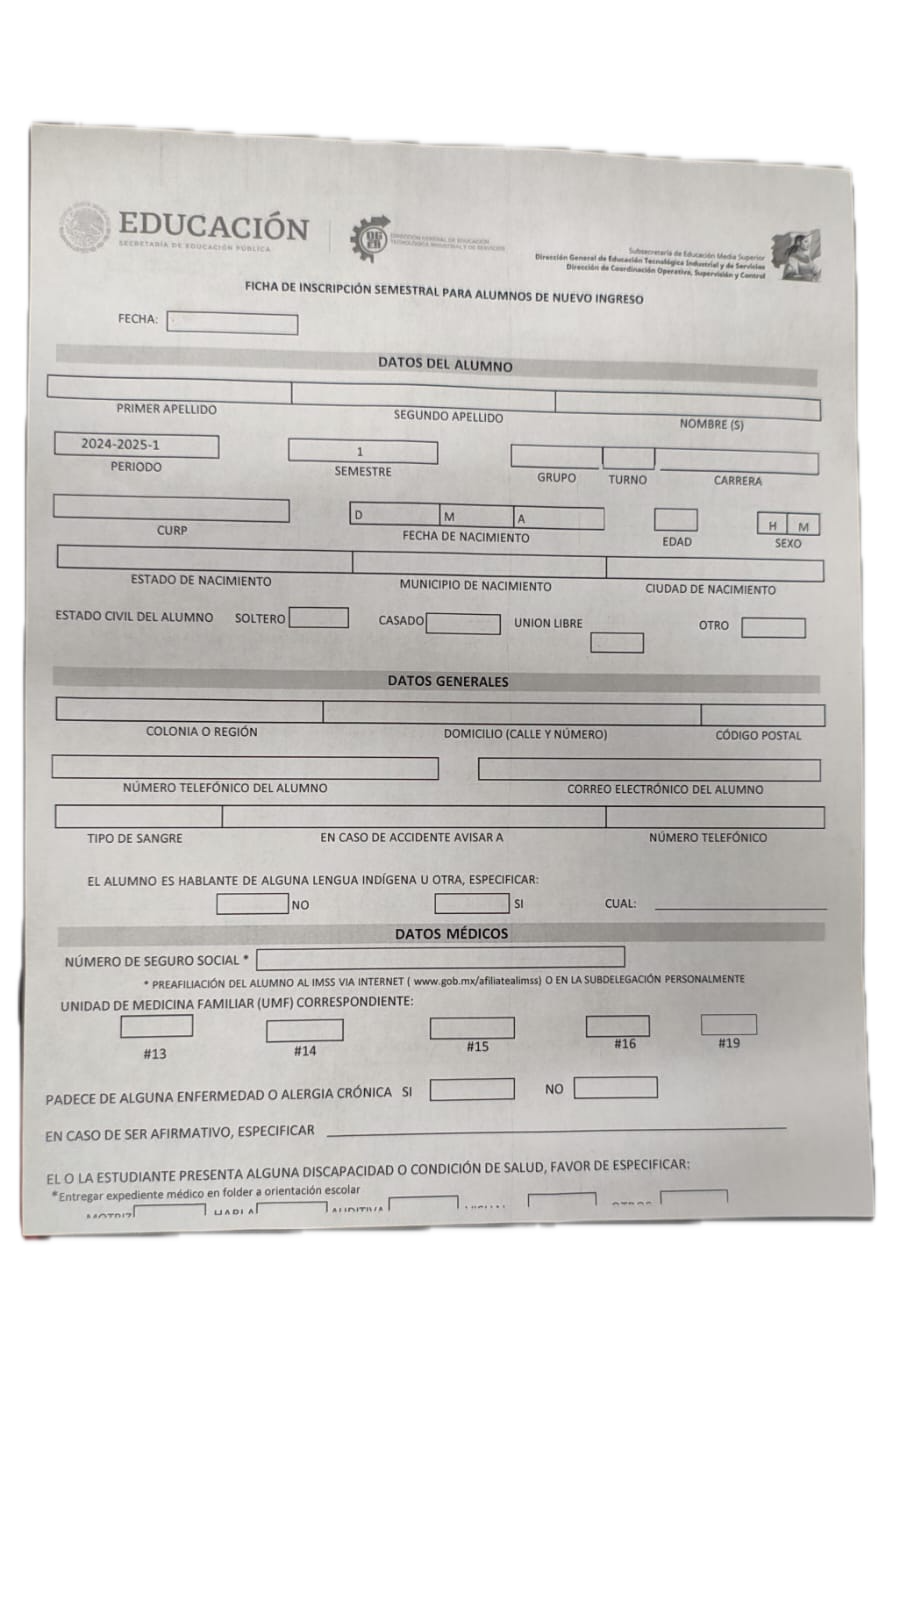 EDUCACIÓN
SECRETARÍA DE EDUCACIÓN PÚBLICA
DIRECCIÓN GENERAL DE EDUCACIÓN
TECNOLÓGICA INDUSTRIAL Y DE SERVICIOS
Subsecretaría de Educación Media Superior
Dirección General de Educación Tecnológica Industrial y de Servicios
Dirección de Coordinación Operativa, Supervisión y Control
FICHA DE INSCRIPCIÓN SEMESTRAL PARA ALUMNOS DE NUEVO INGRESO
FECHA:
DATOS DEL ALUMNO
PRIMER APELLIDO SEGUNDO APELLIDO NOMBRE (S)
2024-2025-1 1
PERIODO SEMESTRE GRUPO TURNO CARRERA
D M A H M
CURP FECHA DE NACIMIENTO EDAD SEXO
ESTADO DE NACIMIENTO MUNICIPIO DE NACIMIENTO CIUDAD DE NACIMIENTO
ESTADO CIVIL DEL ALUMNO SOLTERO CASADO UNION LIBRE OTRO
DATOS GENERALES
COLONIA O REGIÓN DOMICILIO (CALLE Y NÚMERO) CÓDIGO POSTAL
NÚMERO TELEFÓNICO DEL ALUMNO CORREO ELECTRÓNICO DEL ALUMNO
TIPO DE SANGRE EN CASO DE ACCIDENTE AVISAR A NÚMERO TELEFÓNICO
EL ALUMNO ES HABLANTE DE ALGUNA LENGUA INDÍGENA U OTRA, ESPECIFICAR:
NO SI CUAL:
DATOS MÉDICOS
NÚMERO DE SEGURO SOCIAL *
* PREAFILIACIÓN DEL ALUMNO AL IMSS VIA INTERNET ( www.gob.mx/afiliatealimss) O EN LA SUBDELEGACIÓN PERSONALMENTE
UNIDAD DE MEDICINA FAMILIAR (UMF) CORRESPONDIENTE:
#13 #14 #15 #16 #19
PADECE DE ALGUNA ENFERMEDAD O ALERGIA CRÓNICA SI NO
EN CASO DE SER AFIRMATIVO, ESPECIFICAR
EL O LA ESTUDIANTE PRESENTA ALGUNA DISCAPACIDAD O CONDICIÓN DE SALUD, FAVOR DE ESPECIFICAR:
*Entregar expediente médico en folder a orientación escolar
MOTRIZ HABLA AUDITIVA